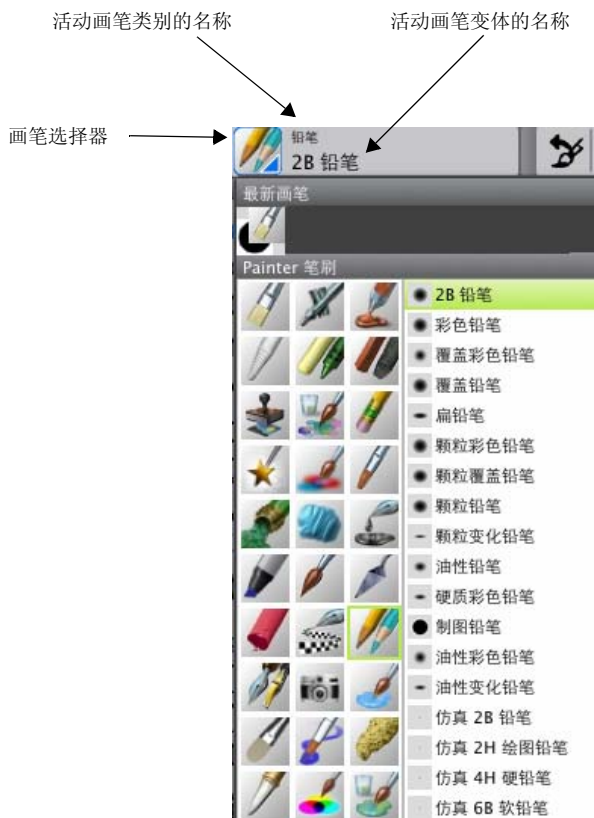 活动画笔类别的名称
活动画笔变体的名称
画笔选择器
铅笔
2B 铅笔
最新画笔
Painter 笔刷
2B 铅笔
彩色铅笔
覆盖彩色铅笔
覆盖铅笔
扁铅笔
颗粒彩色铅笔
颗粒覆盖铅笔
颗粒铅笔
颗粒变化铅笔
油性铅笔
硬质彩色铅笔
制图铅笔
油性彩色铅笔
油性变化铅笔
仿真 2B 铅笔
仿真 2H 绘图铅笔
仿真 4H 硬铅笔
仿真 6B 软铅笔